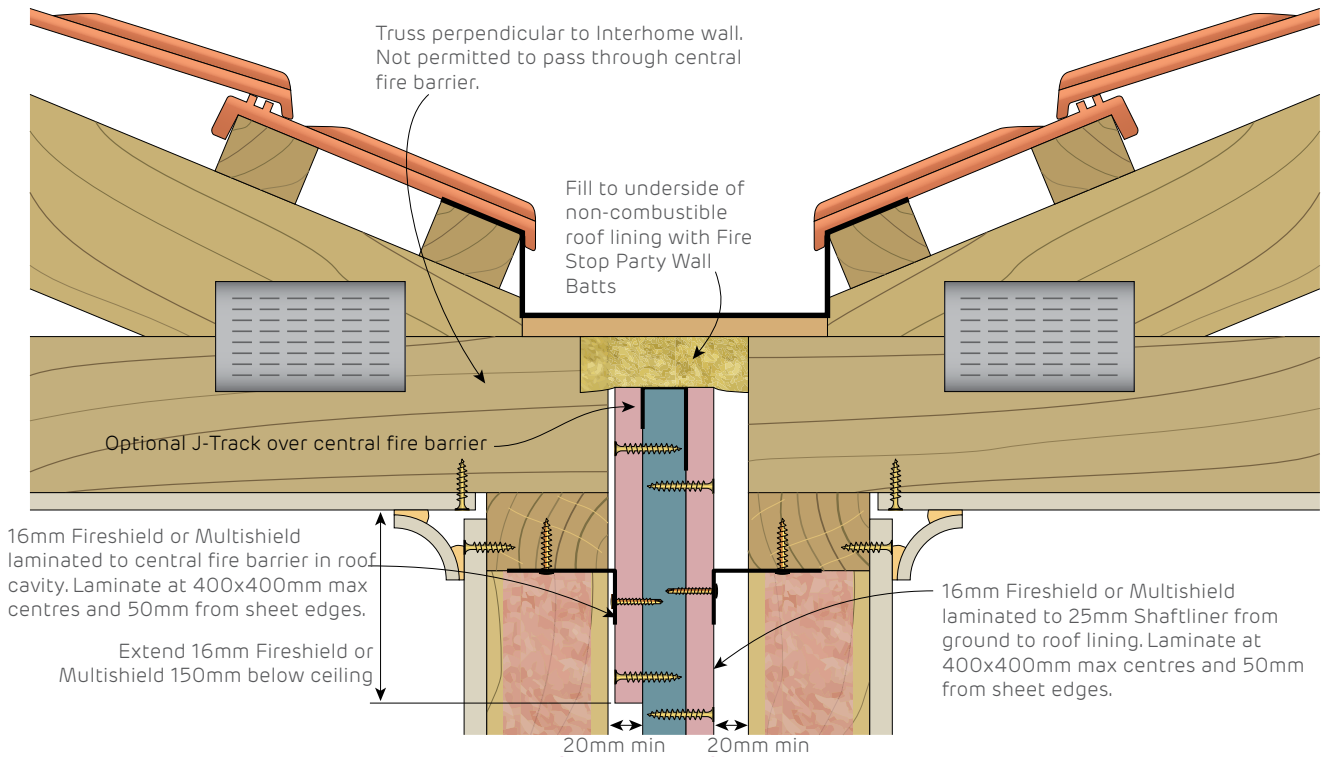 Truss perpendicular to Interhome wall.
Not permitted to pass through central
fire barrier.
Fill to underside of
non-combustible
roof lining with Fire
Stop Party Wall
Batts
Optional J-Track over central fire barrier
16mm Fireshield or Multishield
laminated to central fire barrier in roof
cavity. Laminate at 400x400mm max
centres and 50mm from sheet edges.
Extend 16mm Fireshield or
Multishield 150mm below ceiling
16mm Fireshield or Multishield
laminated to 25mm Shaftliner from
ground to roof lining. Laminate at
400x400mm max centres and 50mm
from sheet edges.
20mm min
20mm min